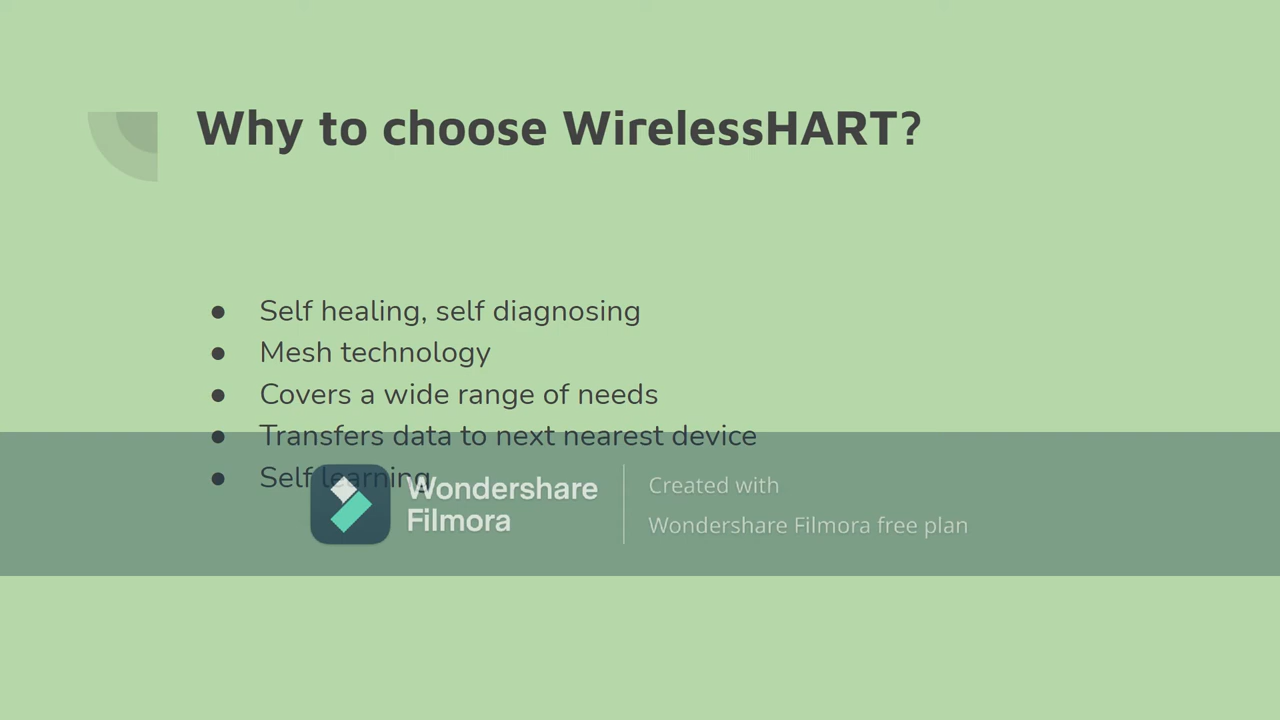 Why to choose WirelessHART?
● Self healing, self diagnosing
● Mesh technology
● Covers a wide range of needs
● Transfers data to next nearest device
● Self learning
Wondershare
Filmora
Created with
Wondershare Filmora free plan